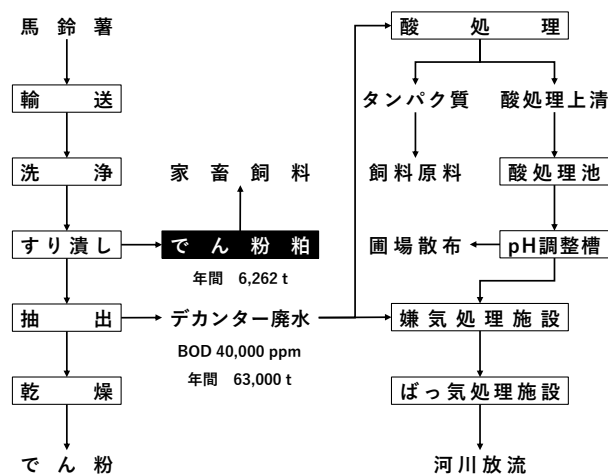 馬鈴薯
輸送
洗浄
すり潰し
抽出
乾燥
でん粉
家畜飼料
でん粉粕
年間 6,262 t
デカンター廃水
BOD 40,000 ppm
年間 63,000 t
酸処理
タンパク質
酸処理上清
飼料原料
酸処理池
圃場散布
pH調整槽
嫌気処理施設
ばっ気処理施設
河川放流